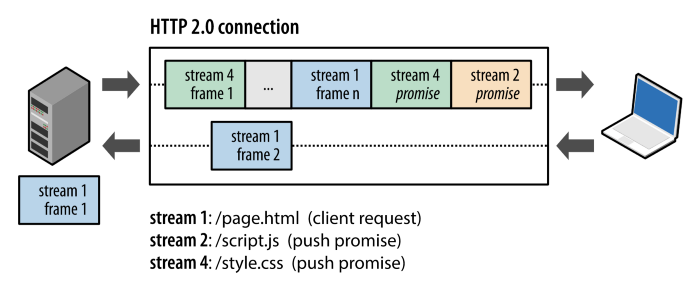 HTTP 2.0 connection
stream 4
frame 1
...
stream 1
frame n
stream 4
promise
stream 2
promise
stream 1
frame 2
stream 1
frame 1
stream 1: /page.html (client request)
stream 2: /script.js (push promise)
stream 4: /style.css (push promise)